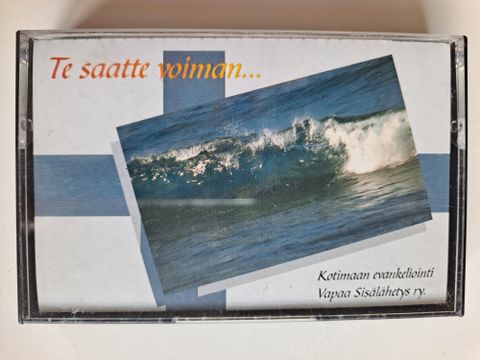 Te saatte voiman...
Kotimaan evankeliointi
Vapaa Sisälähetys ry.